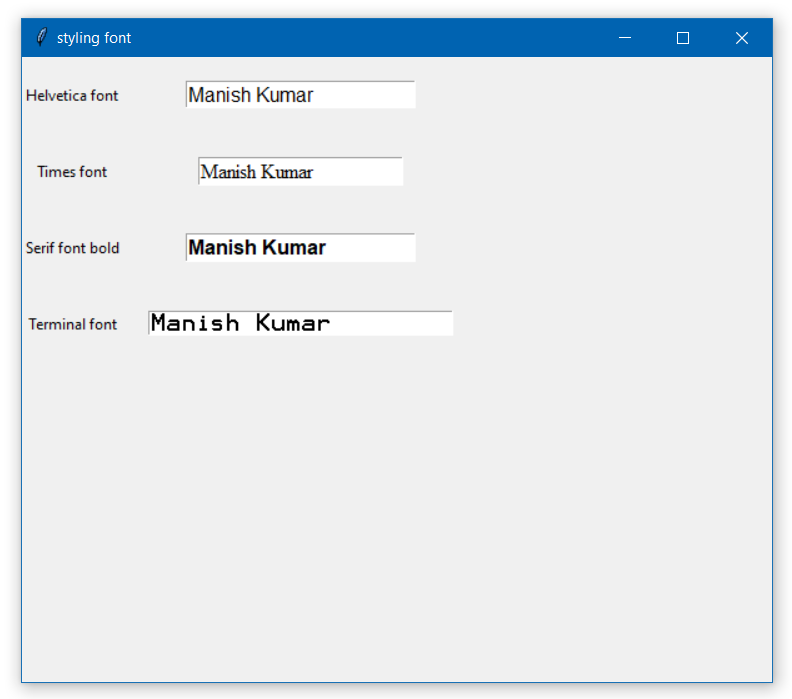 styling font
Helvetica font Manish Kumar
Times font Manish Kumar
Serif font bold Manish Kumar
Terminal font Manish Kumar